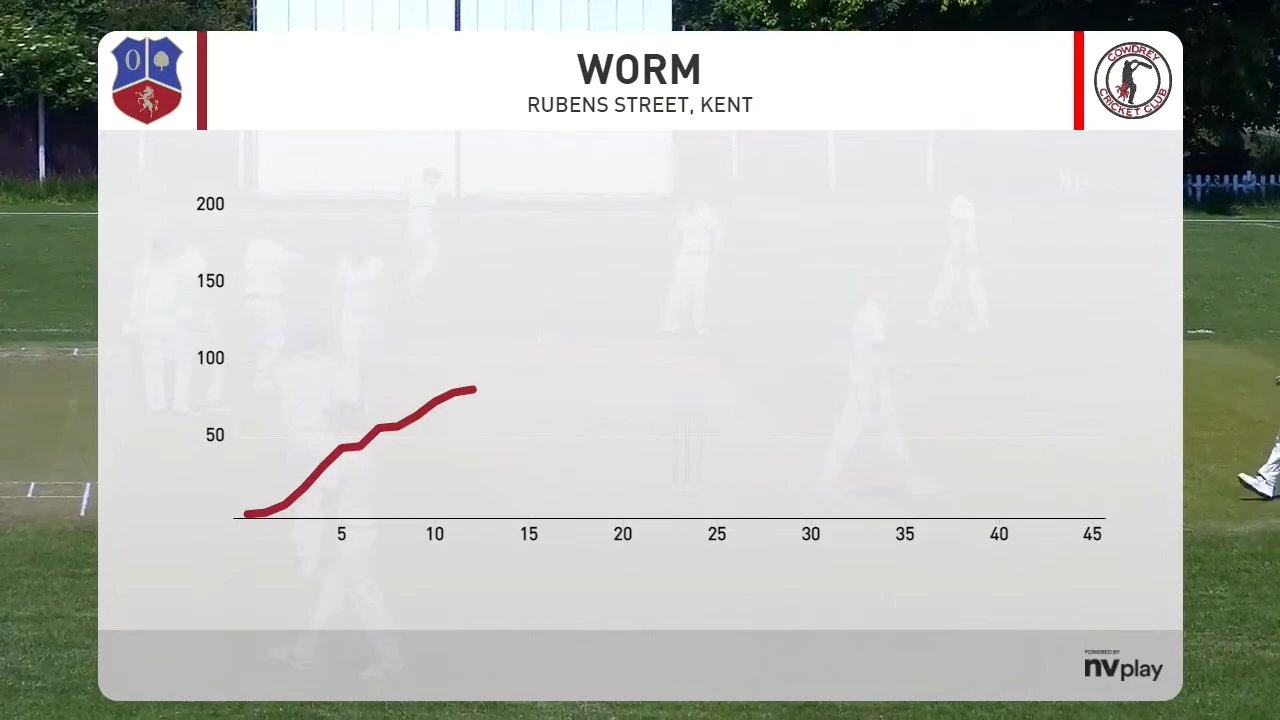 WORM
RUBENS STREET, KENT
O
COWDREY
CRICKET CLUB
200
150
100
50
5 10 15 20 25 30 35 40 45
POWERED BY
nvplay